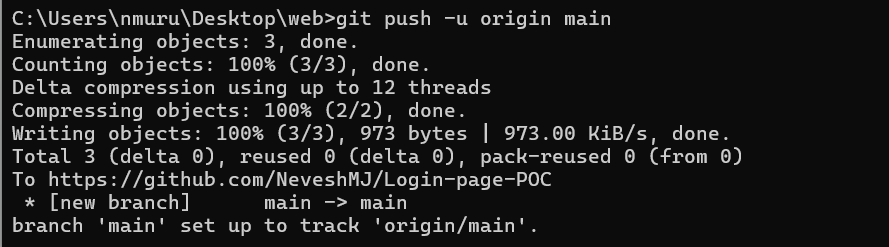 C:\Users\nmuru\Desktop\web>git push -u origin main
Enumerating objects: 3, done.
Counting objects: 100% (3/3), done.
Delta compression using up to 12 threads
Compressing objects: 100% (2/2), done.
Writing objects: 100% (3/3), 973 bytes | 973.00 KiB/s, done.
Total 3 (delta 0), reused 0 (delta 0), pack-reused 0 (from 0)
To https://github.com/NeveshMJ/Login-page-POC
 * [new branch]      main -> main
branch 'main' set up to track 'origin/main'.